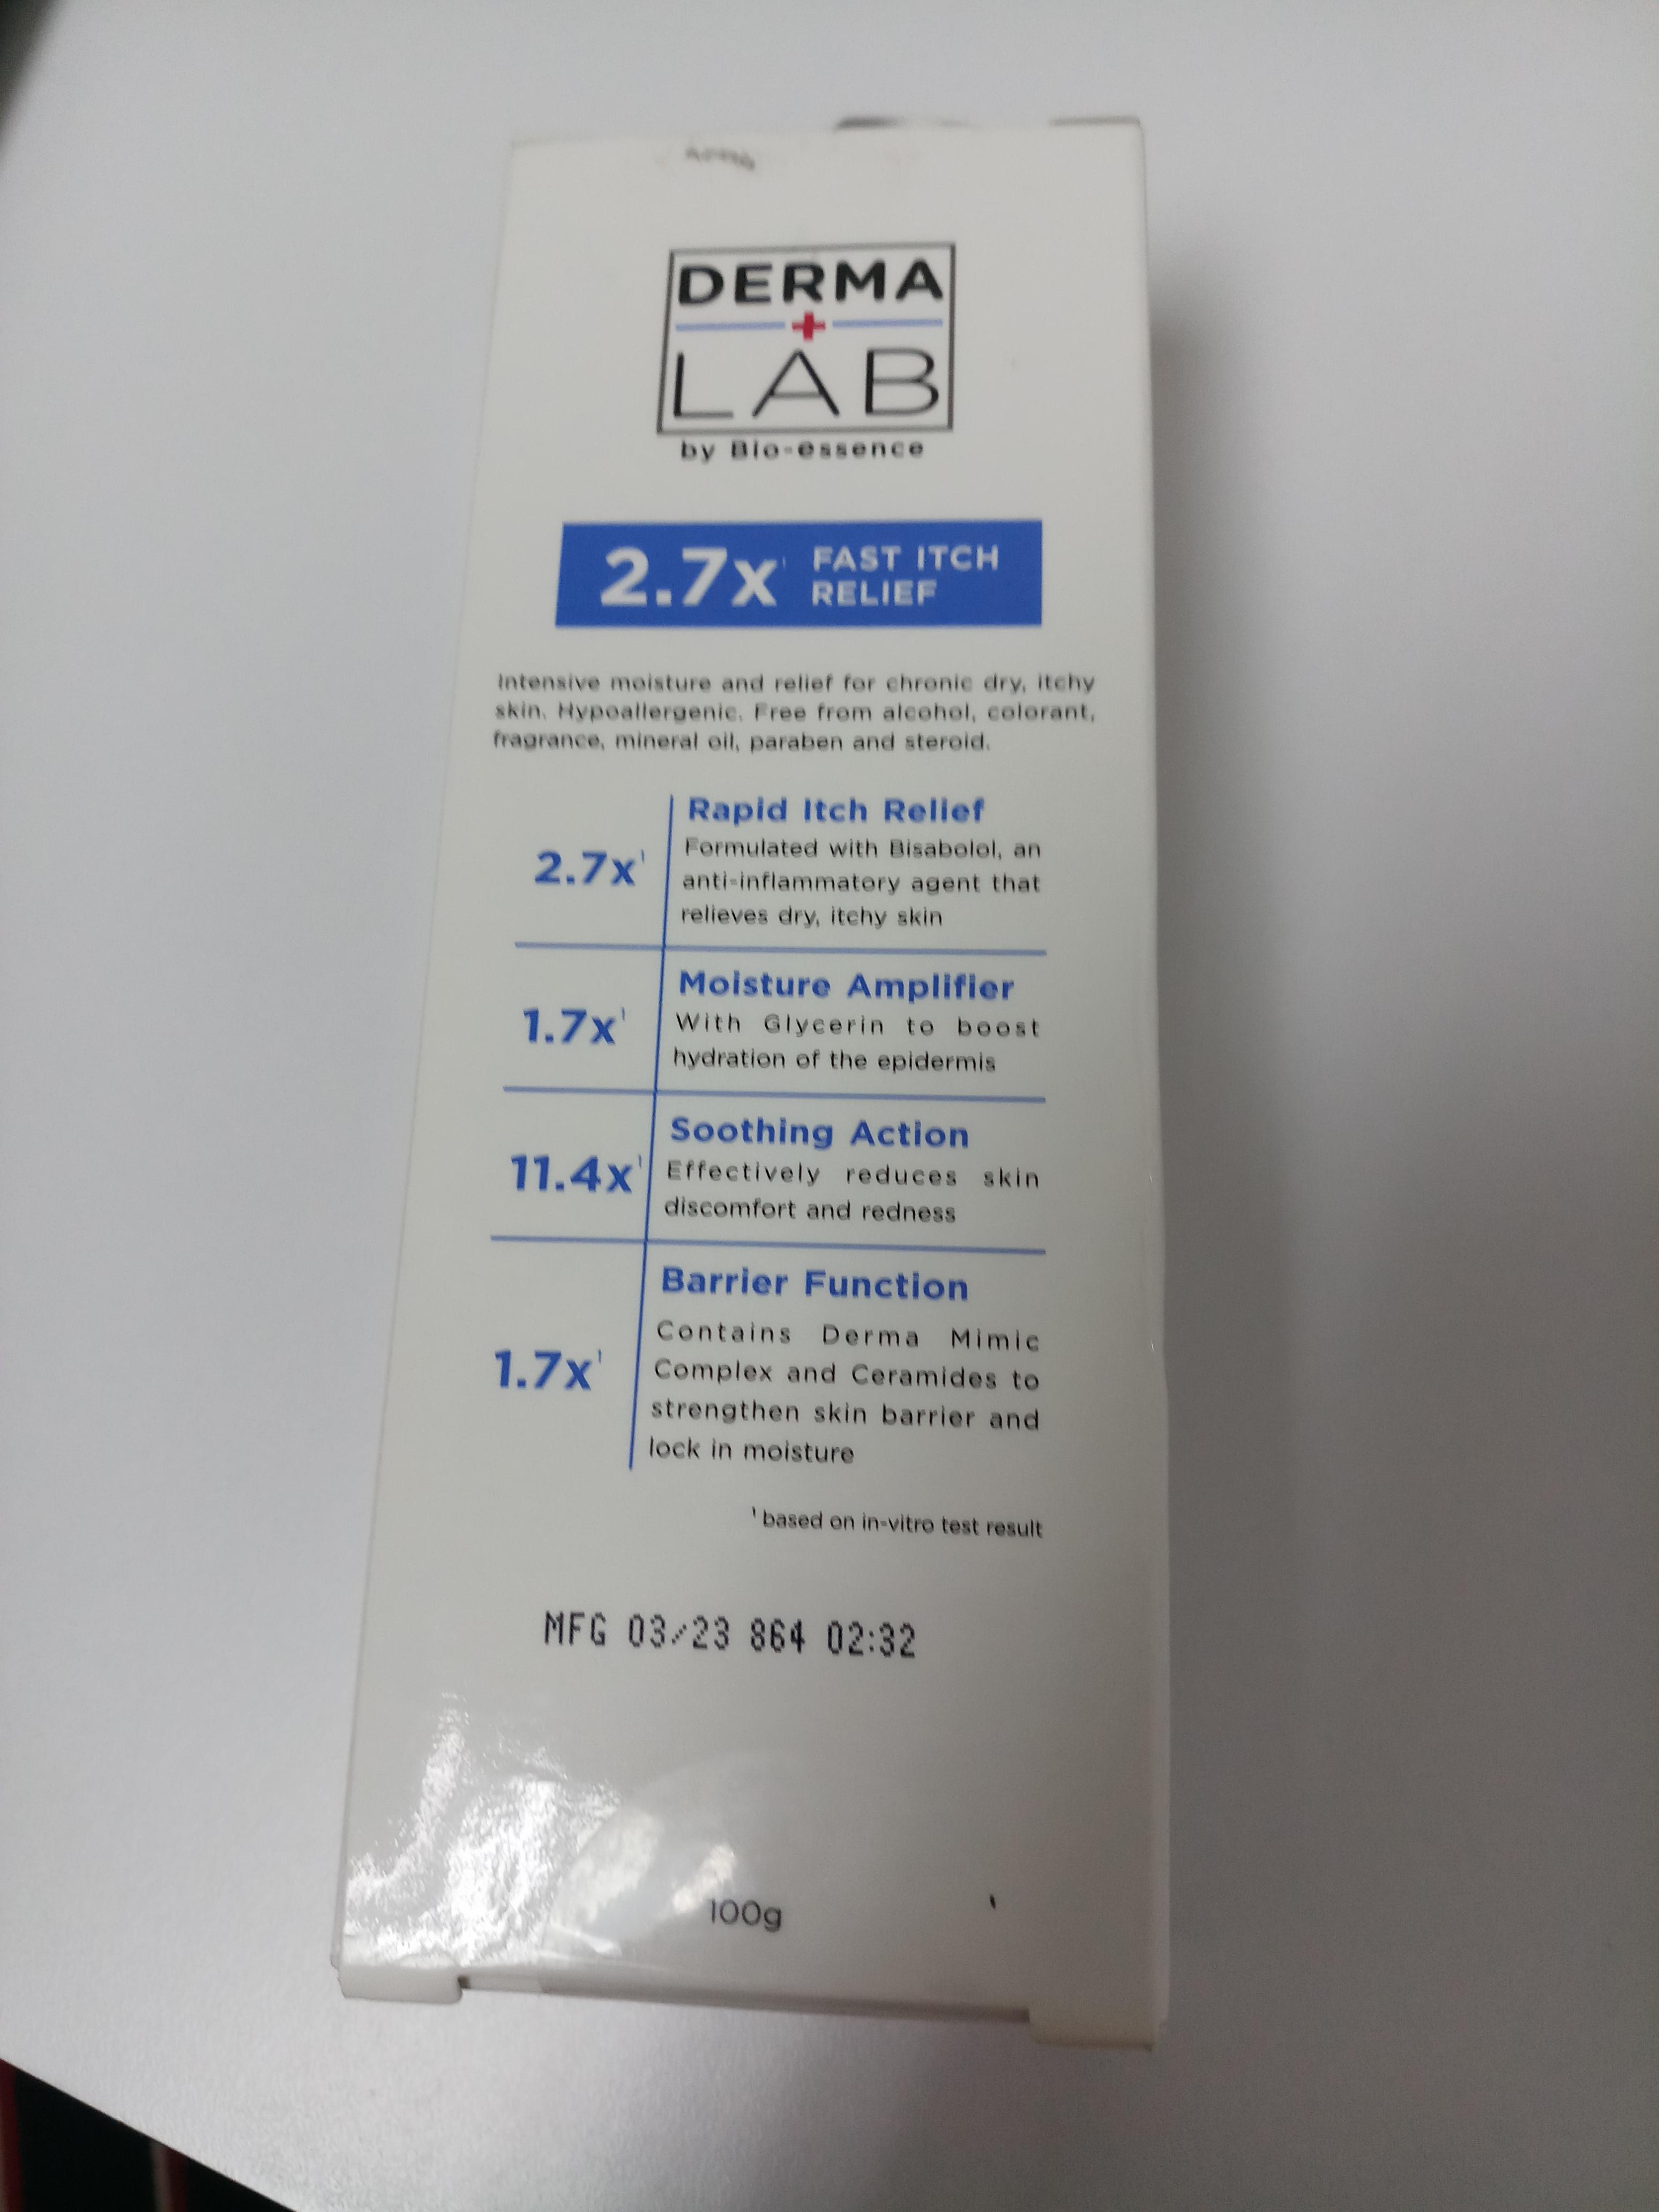 DERMA
LAB
by Bio-essence
2.7x¹ FAST ITCH
RELIEF
Intensive moisture and relief for chronic dry, itchy
skin. Hypoallergenic. Free from alcohol, colorant,
fragrance, mineral oil, paraben and steroid.
2.7x¹
Rapid Itch Relief
Formulated with Bisabolol, an
anti-inflammatory agent that
relieves dry, itchy skin
1.7x¹
Moisture Amplifier
With Glycerin to boost
hydration of the epidermis
11.4x¹
Soothing Action
Effectively reduces skin
discomfort and redness
1.7x¹
Barrier Function
Contains Derma Mimic
Complex and Ceramides to
strengthen skin barrier and
lock in moisture
¹ based on in-vitro test result
MFG 03/23 864 02:32
100g